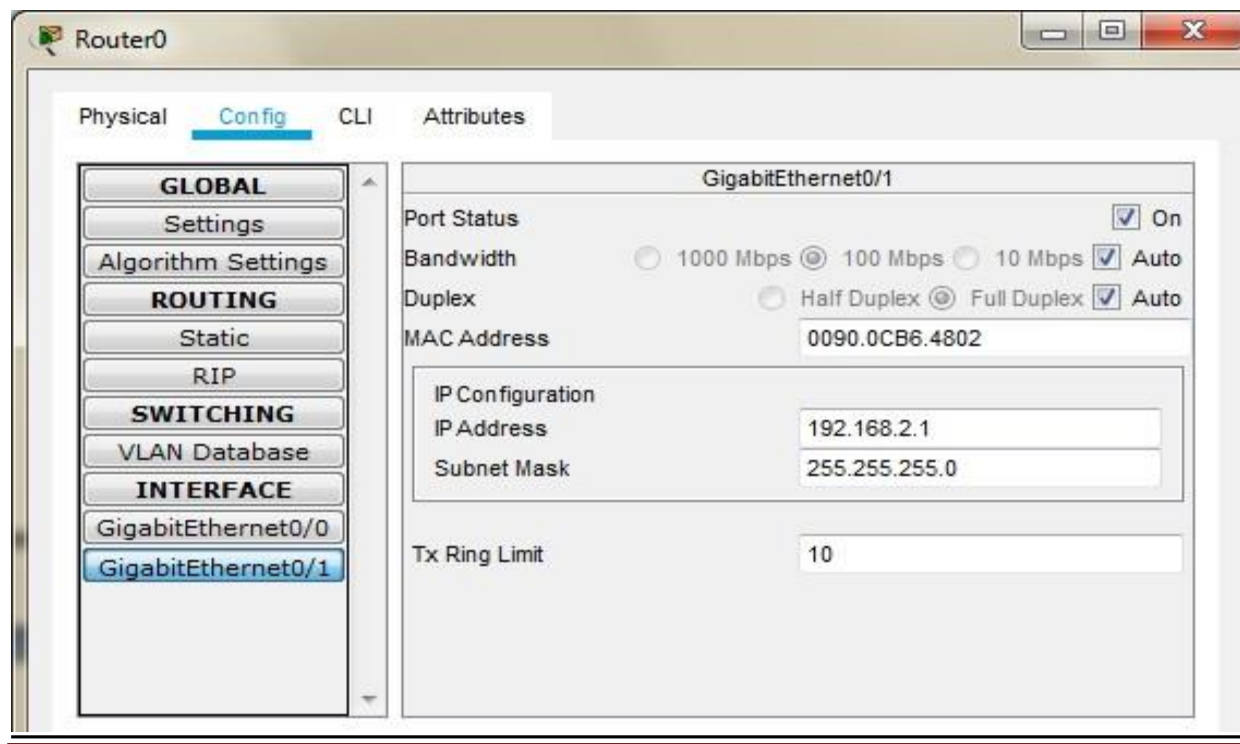 Router0
Physical Config CLI Attributes
GLOBAL
Settings
Algorithm Settings
ROUTING
Static
RIP
SWITCHING
VLAN Database
INTERFACE
GigabitEthernet0/0
GigabitEthernet0/1
GigabitEthernet0/1
Port Status On
Bandwidth 1000 Mbps 100 Mbps 10 Mbps Auto
Duplex Half Duplex Full Duplex Auto
MAC Address 0090.0CB6.4802
IP Configuration
IP Address 192.168.2.1
Subnet Mask 255.255.255.0
Tx Ring Limit 10